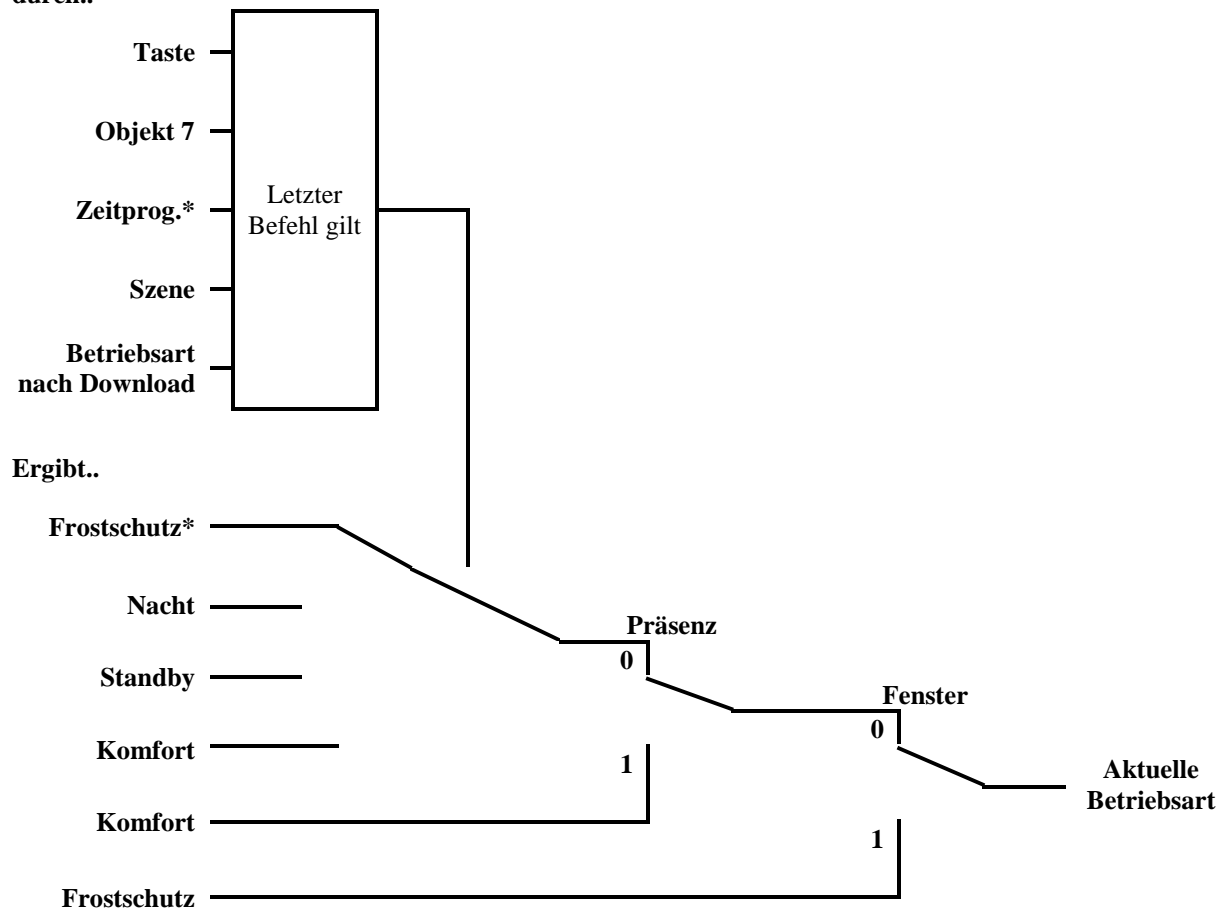 durch..
Taste
Objekt 7
Zeitprog.*
Letzter
Befehl gilt
Szene
Betriebsart
nach Download
Ergibt..
Frostschutz*
Nacht
Präsenz
0
Standby
Fenster
0
Komfort
1
Aktuelle
Betriebsart
Komfort
1
Frostschutz